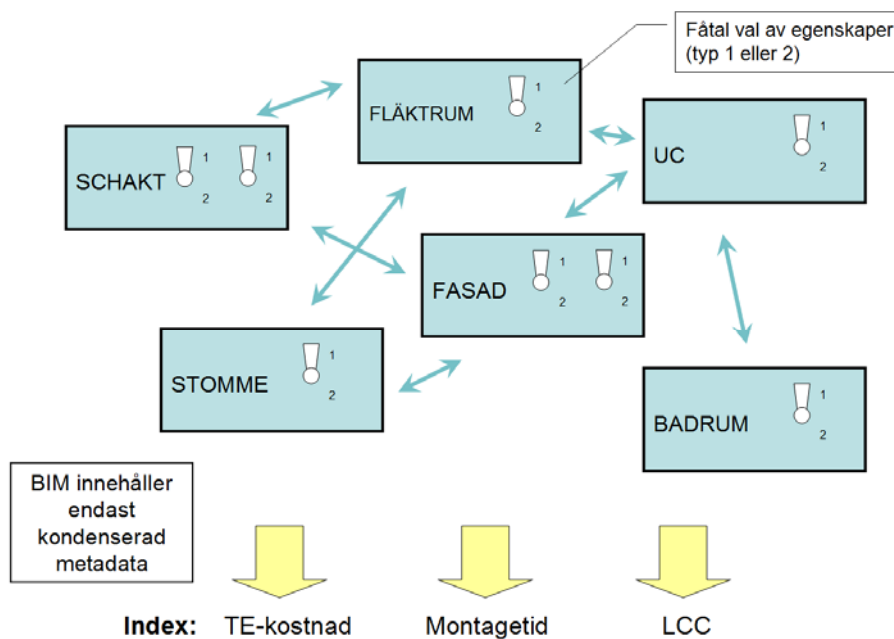 Fåtal val av egenskaper
(typ 1 eller 2)
FLÄKTRUM
1
2
SCHAKT
1
2
1
2
UC
1
2
FASAD
1
2
1
2
STOMME
1
2
BADRUM
1
2
BIM innehåller
endast
kondenserad
metadata
Index: TE-kostnad Montagetid LCC